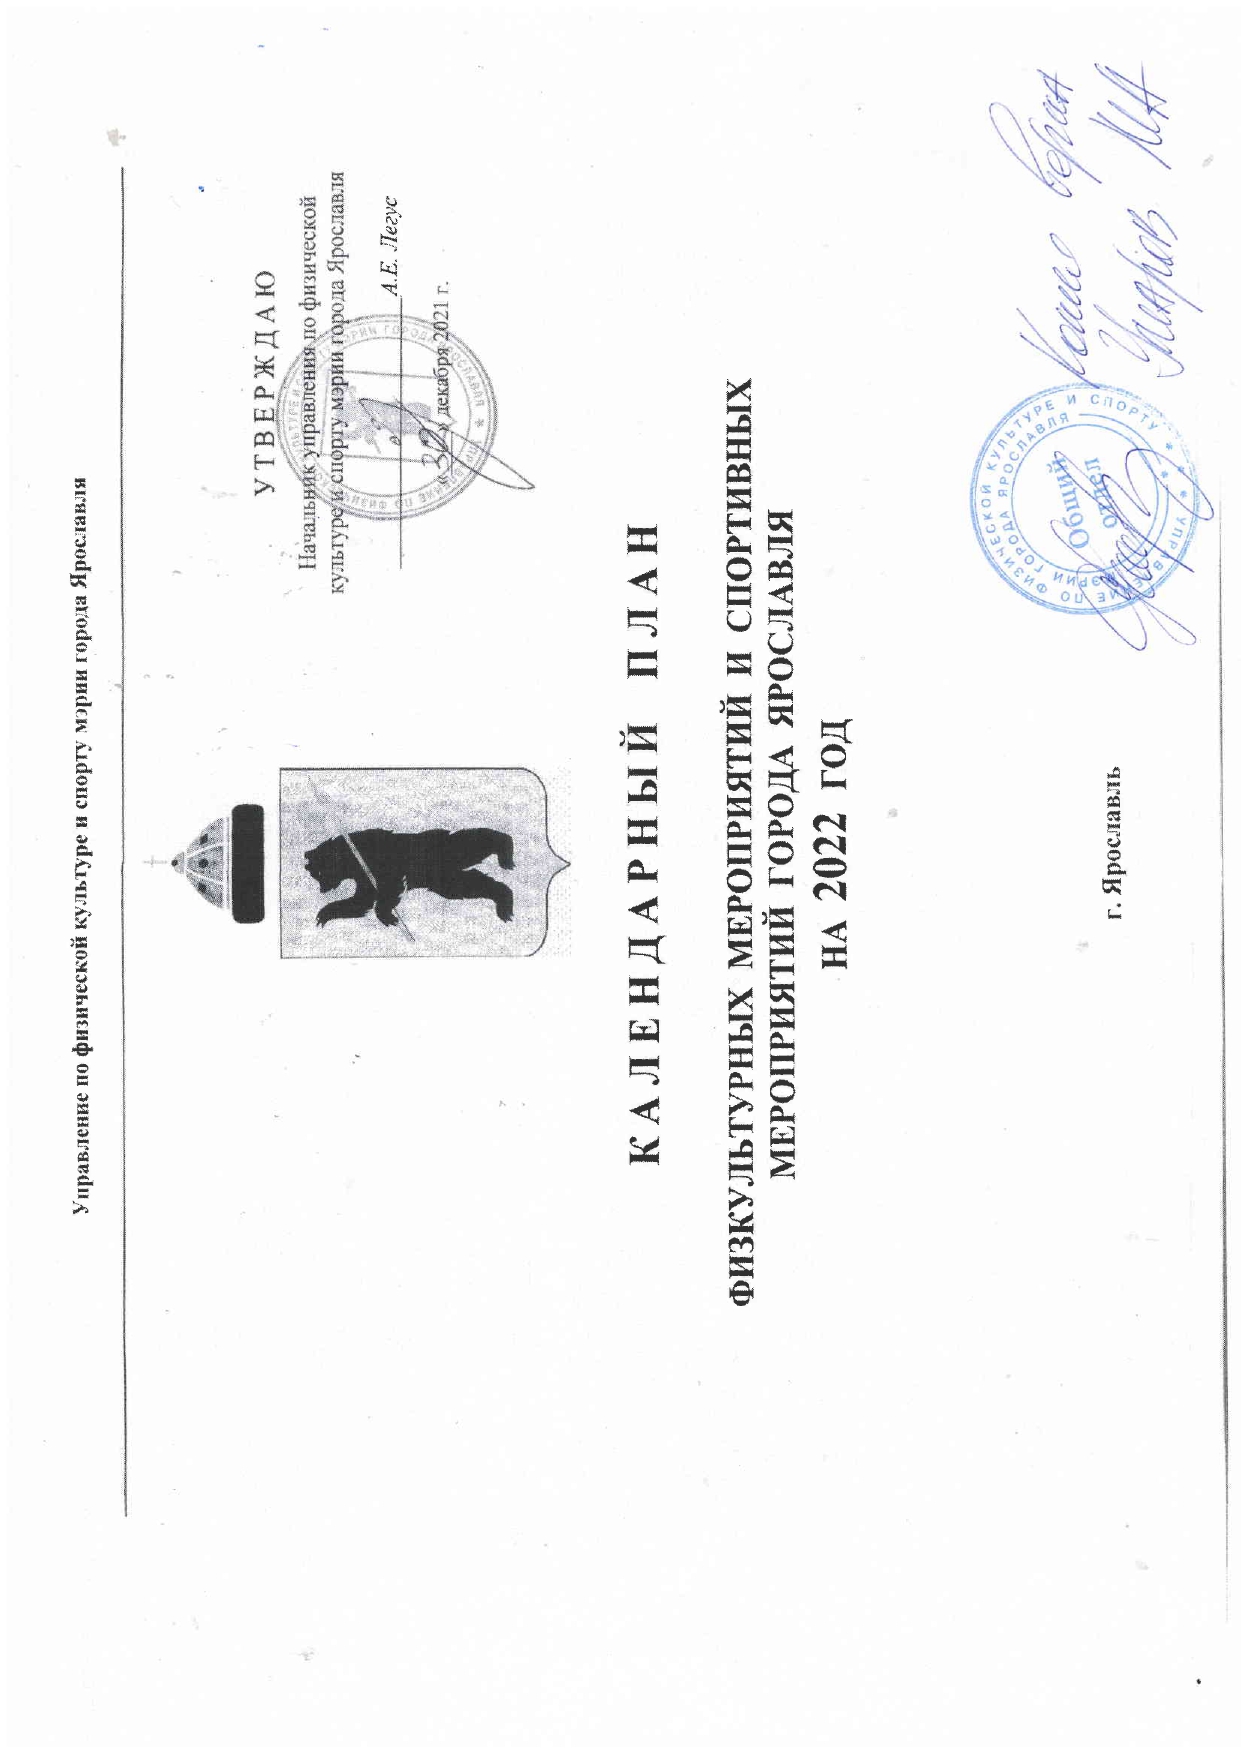 Управление по физической культуре и спорту мэрии города Ярославля
УТВЕРЖДАЮ
Начальник управления по физической
культуре и спорту мэрии города Ярославля
А.Е. Легус
«30» декабря 2021 г.
КАЛЕНДАРНЫЙ ПЛАН
ФИЗКУЛЬТУРНЫХ МЕРОПРИЯТИЙ И СПОРТИВНЫХ
МЕРОПРИЯТИЙ ГОРОДА ЯРОСЛАВЛЯ
НА 2022 ГОД
Копия верна
УПРАВЛЕНИЕ ПО ФИЗИЧЕСКОЙ КУЛЬТУРЕ И СПОРТУ
МЭРИИ ГОРОДА ЯРОСЛАВЛЯ
Общий
отдел
г. Ярославль